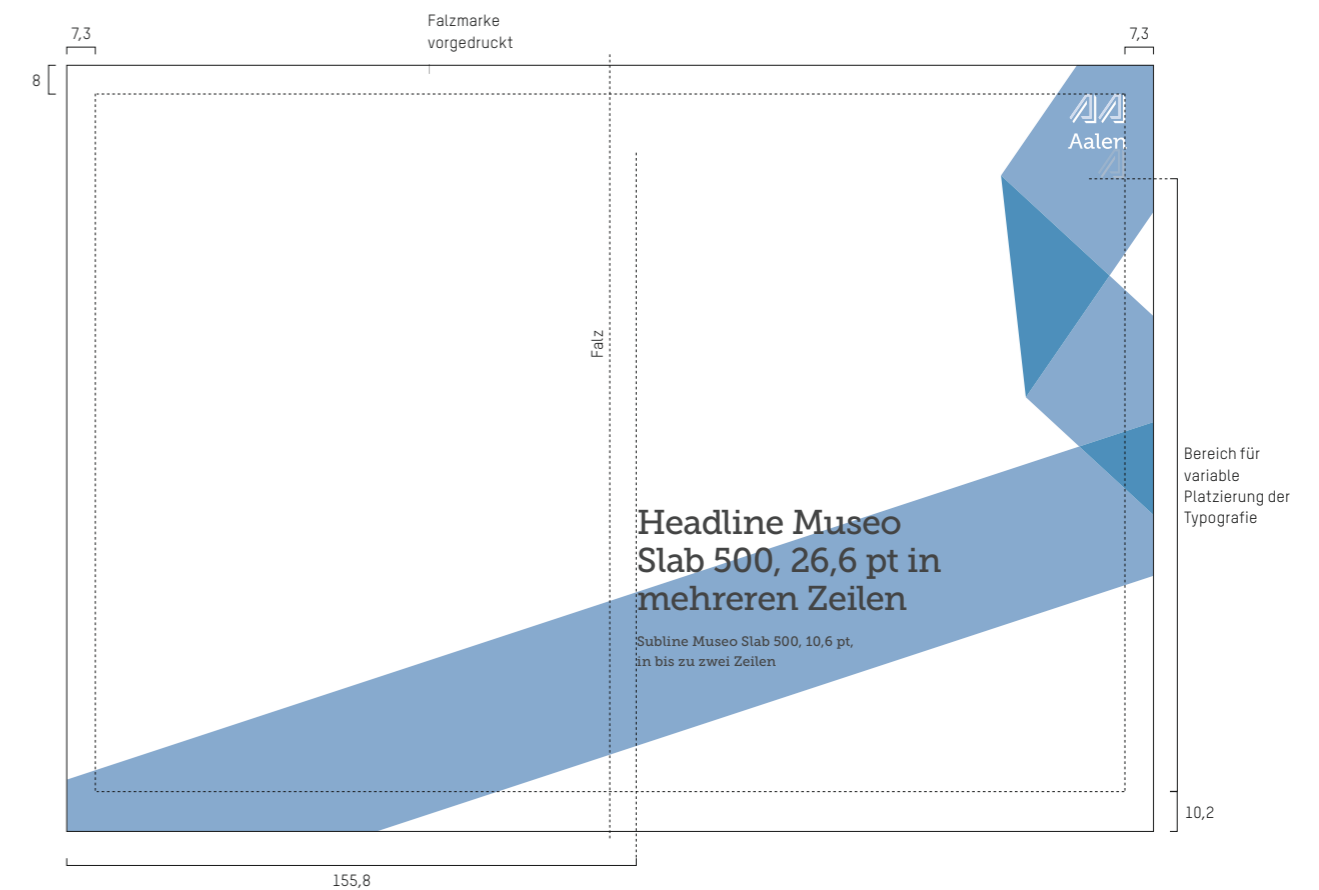 Falzmarke
vorgedruckt
7,3
7,3
8
AA
Aalen
Falz
Bereich für
variable
Platzierung der
Typografie
Headline Museo
Slab 500, 26,6 pt in
mehreren Zeilen
Subline Museo Slab 500, 10,6 pt,
in bis zu zwei Zeilen
10,2
155,8